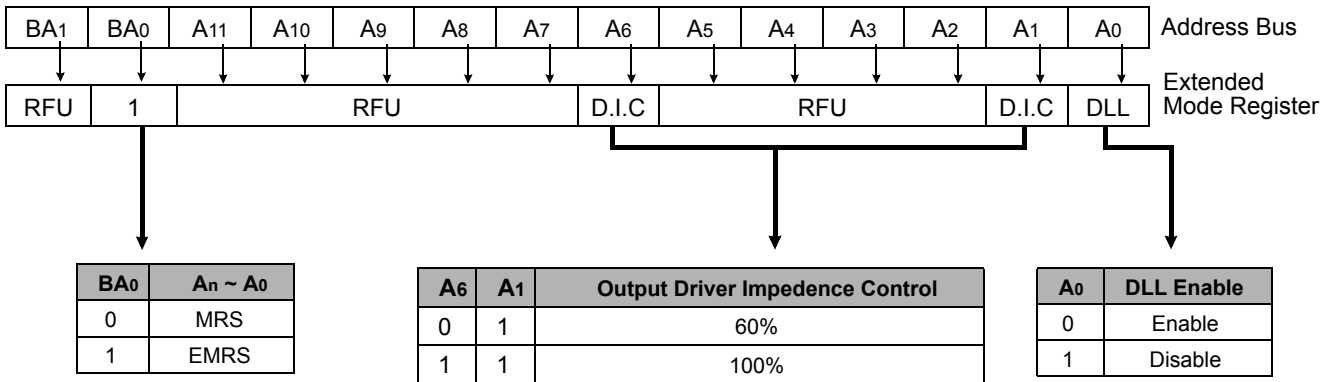 BA1 BA0 A11 A10 A9 A8 A7 A6 A5 A4 A3 A2 A1 A0 Address Bus
RFU 1 RFU D.I.C RFU D.I.C DLL Extended Mode Register
BA0 An ~ A0
0 MRS
1 EMRS
A6 A1 Output Driver Impedence Control
0 1 60%
1 1 100%
A0 DLL Enable
0 Enable
1 Disable